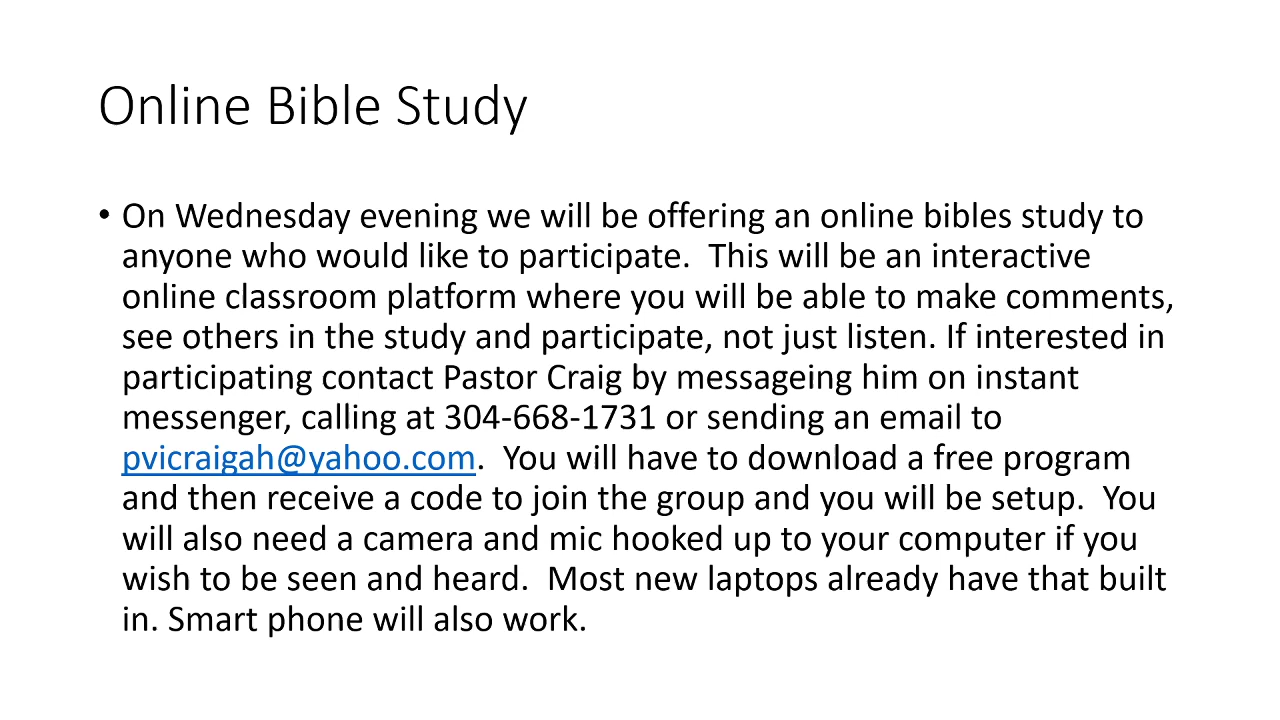 Online Bible Study
• On Wednesday evening we will be offering an online bibles study to
anyone who would like to participate.  This will be an interactive
online classroom platform where you will be able to make comments,
see others in the study and participate, not just listen. If interested in
participating contact Pastor Craig by messageing him on instant
messenger, calling at 304-668-1731 or sending an email to
pvicraigah@yahoo.com.  You will have to download a free program
and then receive a code to join the group and you will be setup.  You
will also need a camera and mic hooked up to your computer if you
wish to be seen and heard.  Most new laptops already have that built
in. Smart phone will also work.